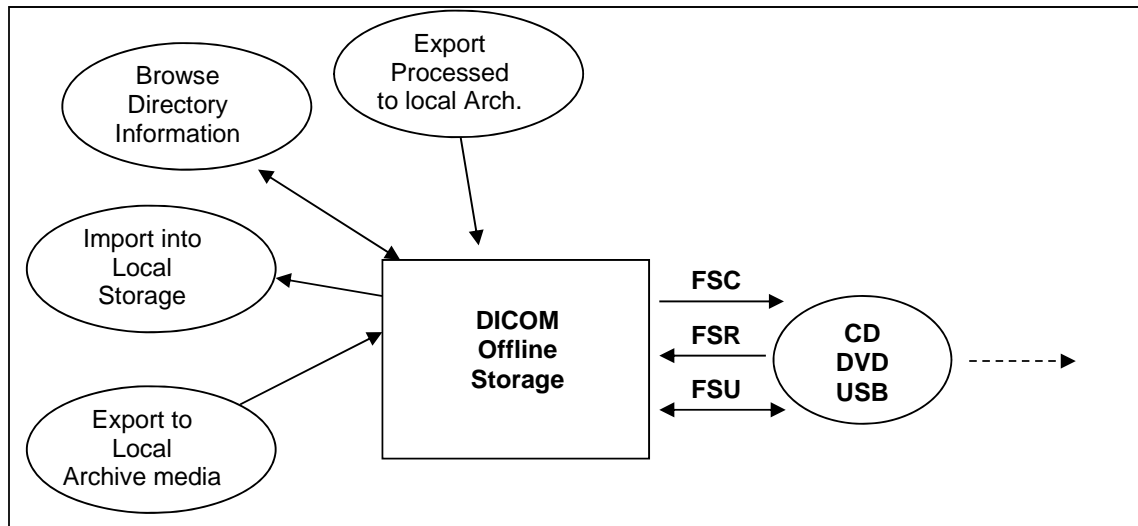 Export
Processed
to local Arch.
Browse
Directory
Information
Import into
Local
Storage
Export to
Local
Archive media
DICOM
Offline
Storage
FSC
FSR
FSU
CD
DVD
USB